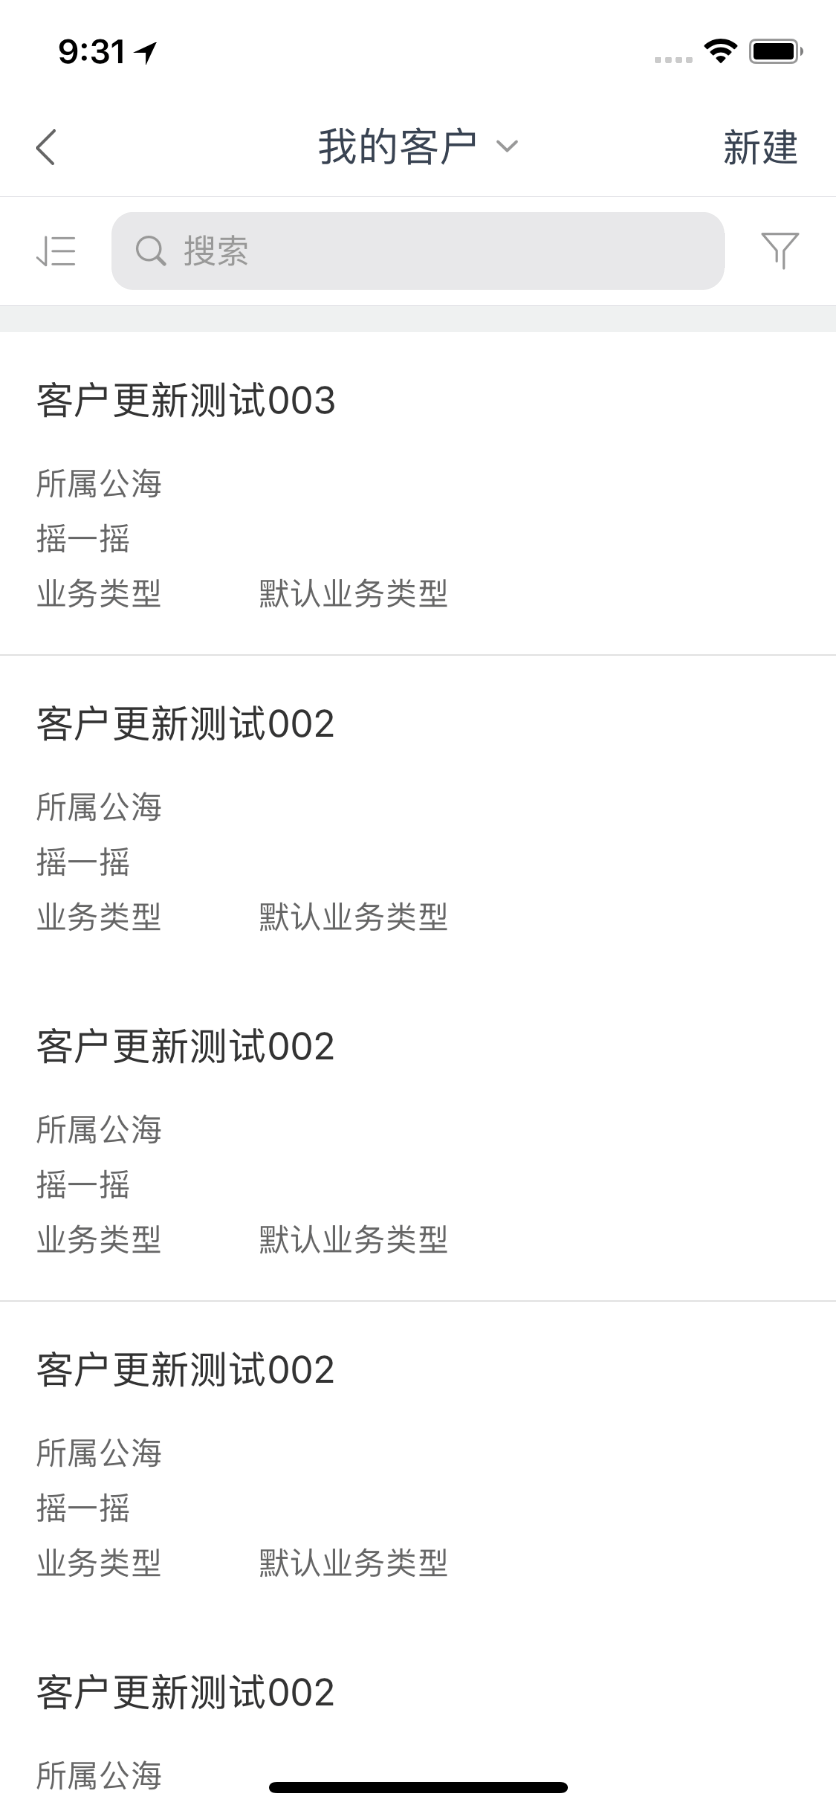 9:31
我的客户
新建
搜索
客户更新测试003
所属公海
摇一摇
业务类型 默认业务类型
客户更新测试002
所属公海
摇一摇
业务类型 默认业务类型
客户更新测试002
所属公海
摇一摇
业务类型 默认业务类型
客户更新测试002
所属公海
摇一摇
业务类型 默认业务类型
客户更新测试002
所属公海